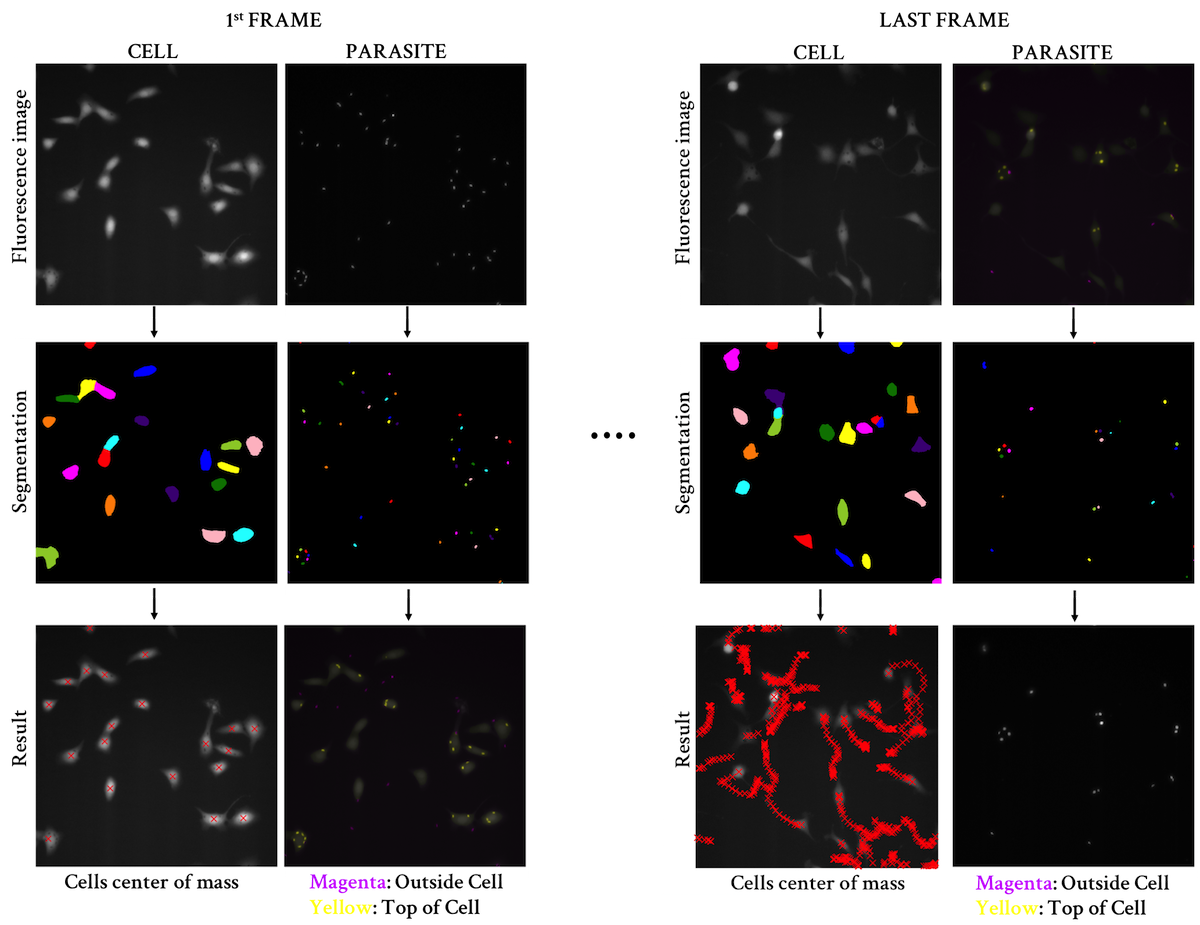 1st FRAME
LAST FRAME
CELL
PARASITE
CELL
PARASITE
Fluorescence image
Fluorescence image
Segmentation
....
Segmentation
Result
Result
Cells center of mass
Magenta: Outside Cell
Yellow: Top of Cell
Cells center of mass
Magenta: Outside Cell
Yellow: Top of Cell